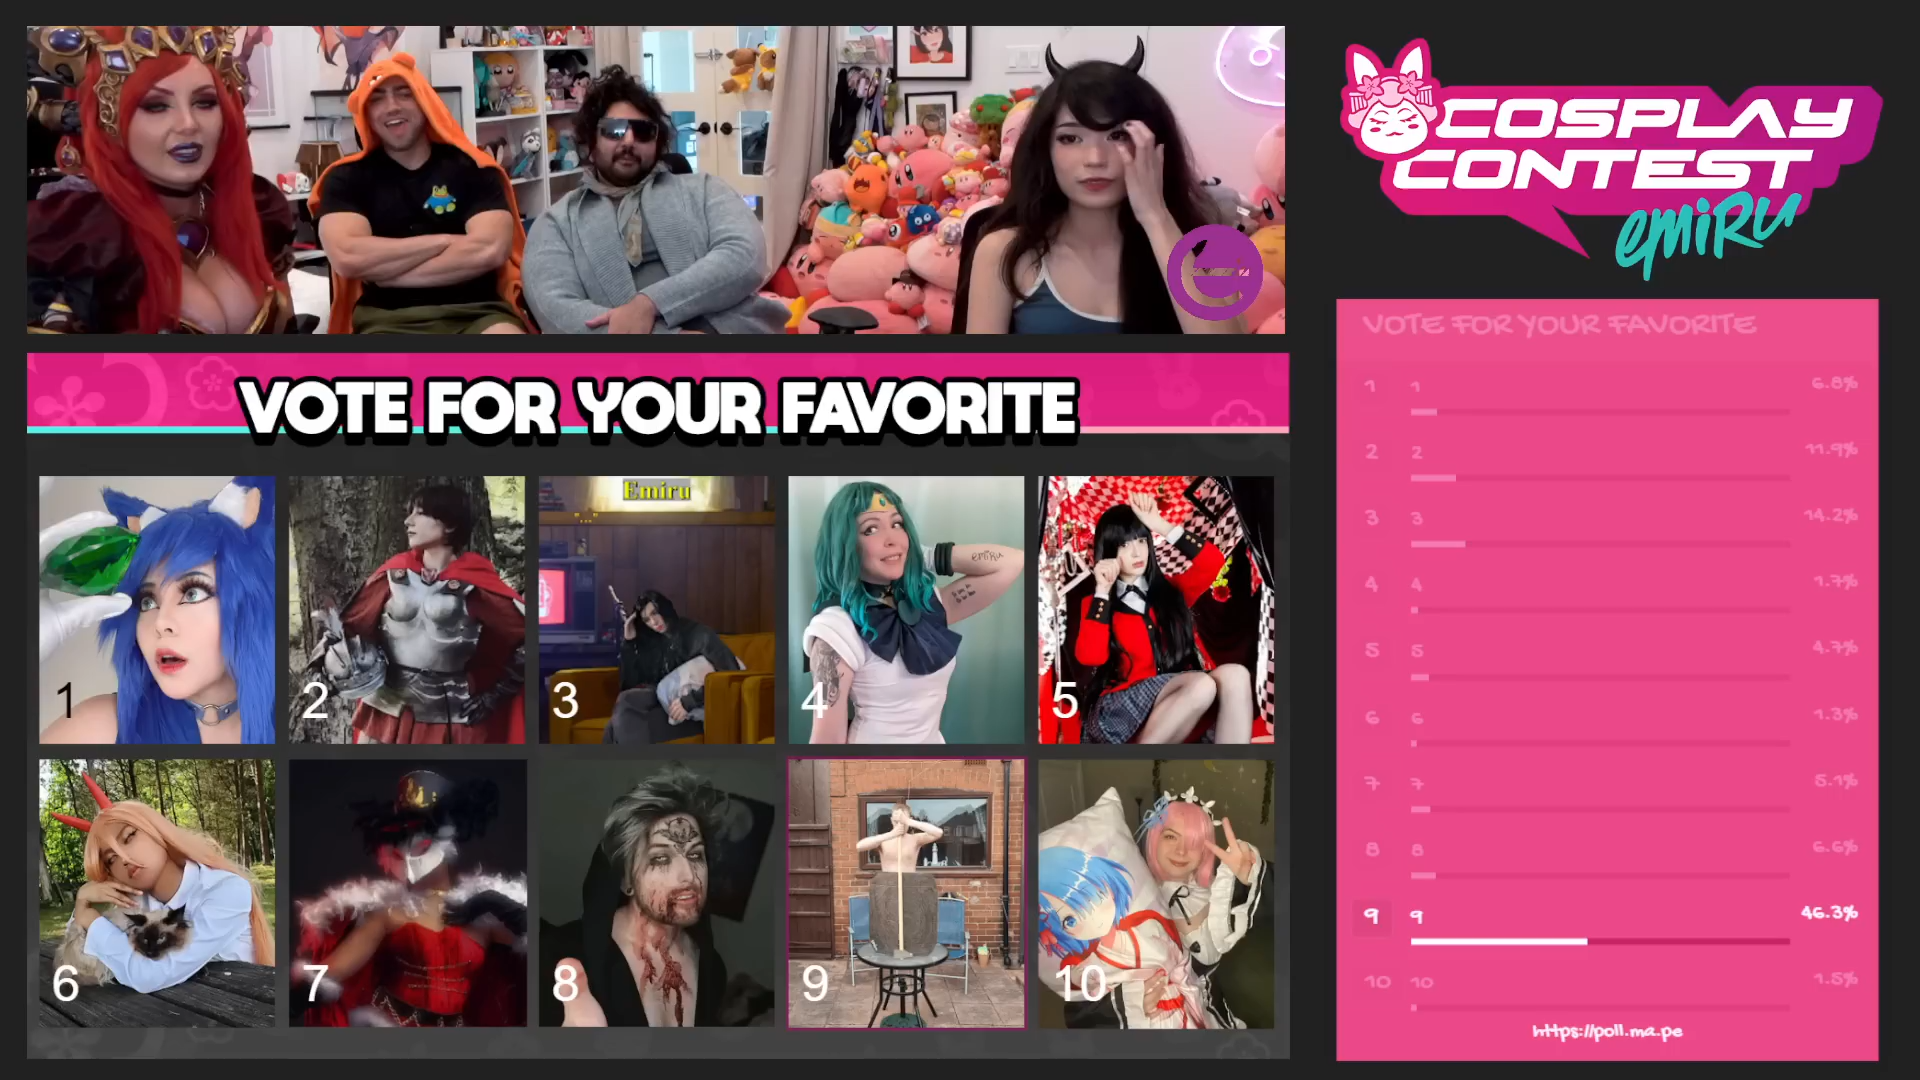 COSPLAY
CONTEST
emiru
VOTE FOR YOUR FAVORITE
Emiru
emiru
1
2
3
4
5
6
7
8
9
10
VOTE FOR YOUR FAVORITE
1 1 6.8%
2 2 11.9%
3 3 14.2%
4 4 1.7%
5 5 4.7%
6 6 1.3%
7 7 5.1%
8 8 6.6%
9 9 46.3%
10 10 1.5%
https://poll.ma.pe